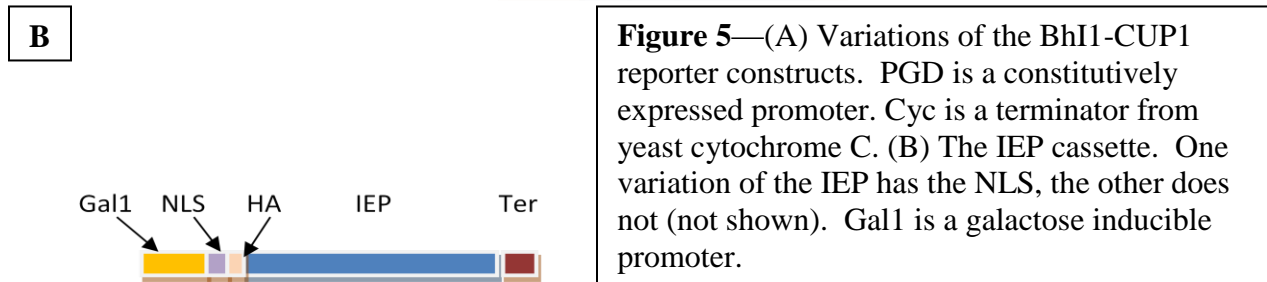 B
Gal1 NLS HA IEP Ter
Figure 5—(A) Variations of the BhI1-CUP1
reporter constructs.  PGD is a constitutively
expressed promoter. Cyc is a terminator from
yeast cytochrome C. (B) The IEP cassette.  One
variation of the IEP has the NLS, the other does
not (not shown).  Gal1 is a galactose inducible
promoter.